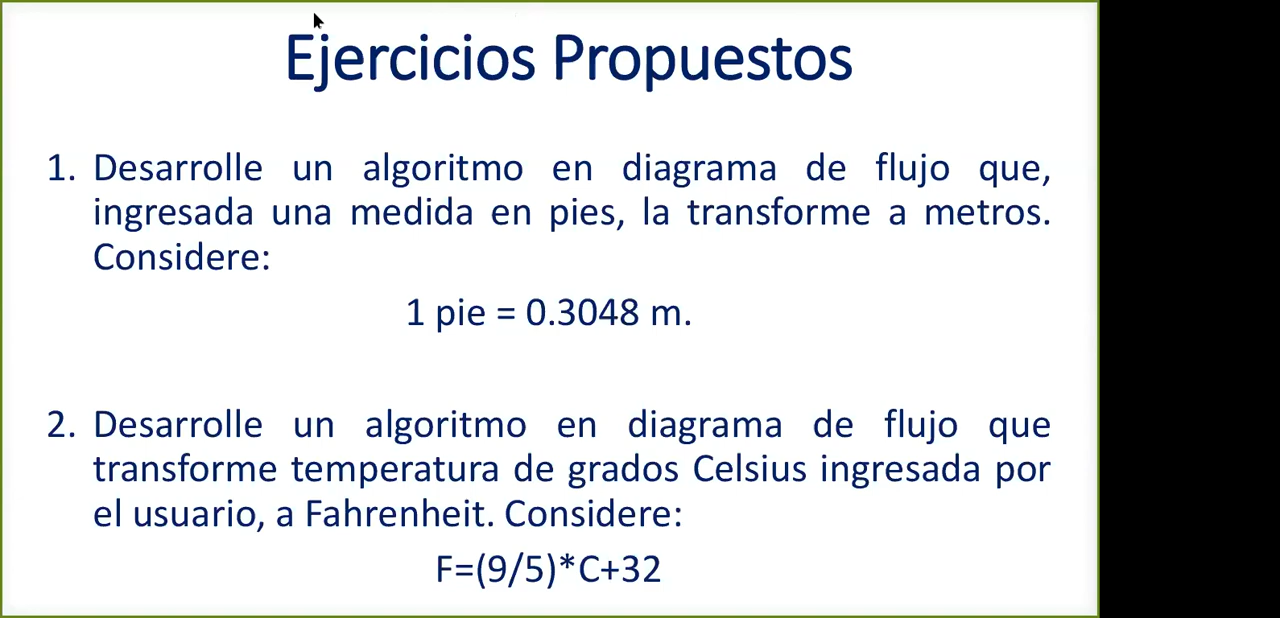 Ejercicios Propuestos
1. Desarrolle un algoritmo en diagrama de flujo que,
ingresada una medida en pies, la transforme a metros.
Considere:
1 pie = 0.3048 m.
2. Desarrolle un algoritmo en diagrama de flujo que
transforme temperatura de grados Celsius ingresada por
el usuario, a Fahrenheit. Considere:
F=(9/5)*C+32